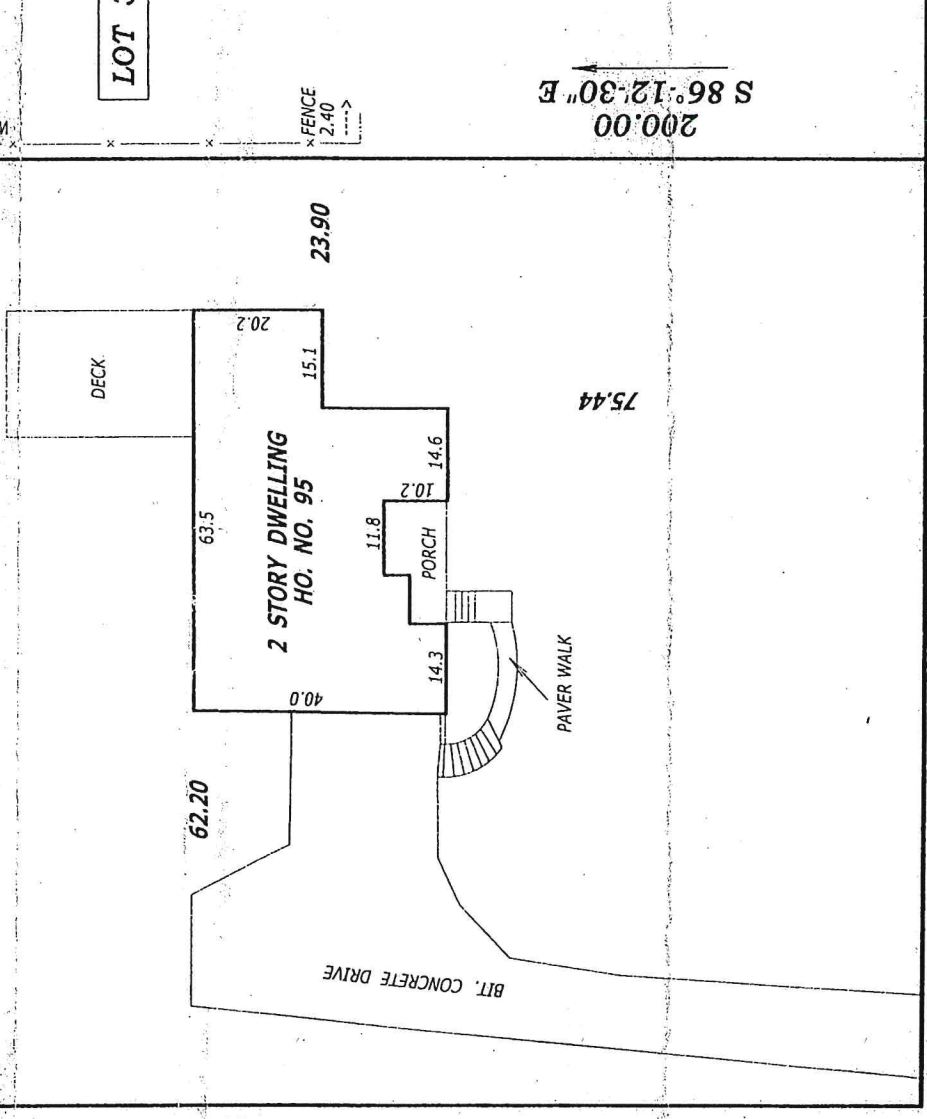 LOT
FENCE
2.40
S 86°-12'-30" E
200.00
23.90
DECK
20.2
15.1
63.5
2 STORY DWELLING
HO. NO. 95
14.6
10.2
11.8
PORCH
75.44
40.0
14.3
PAVER WALK
62.20
BIT. CONCRETE DRIVE